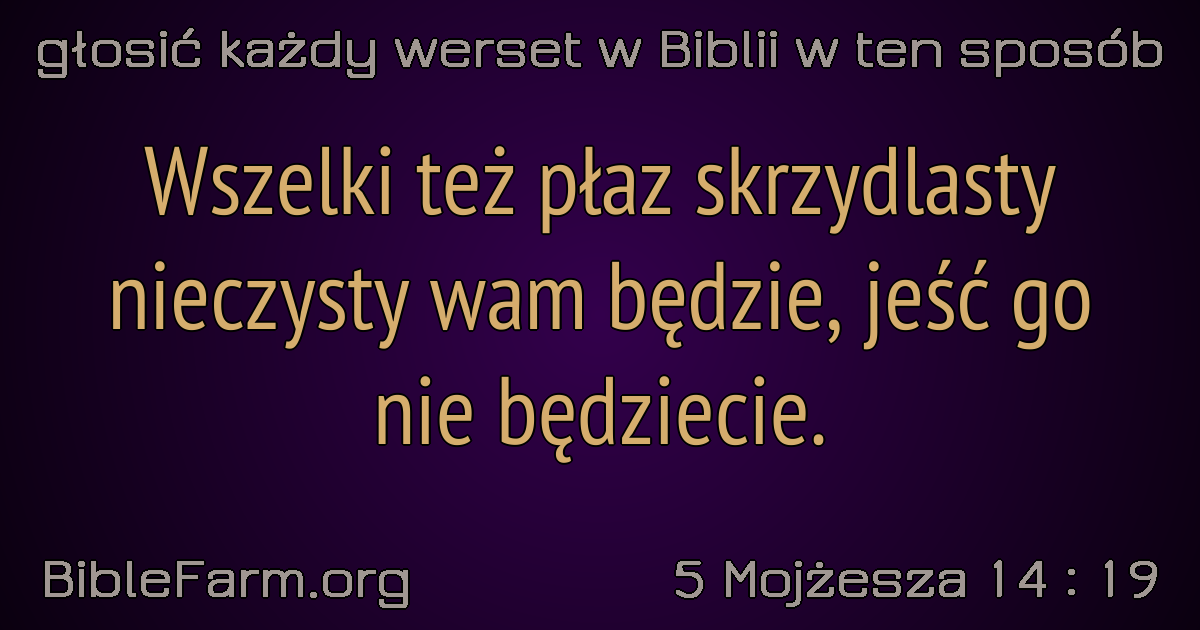 głosić każdy werset w Biblii w ten sposób
Wszelki też płaz skrzydlasty
nieczysty wam będzie, jeść go
nie będziecie.
BibleFarm.org
5 Mojżesza 14 : 19